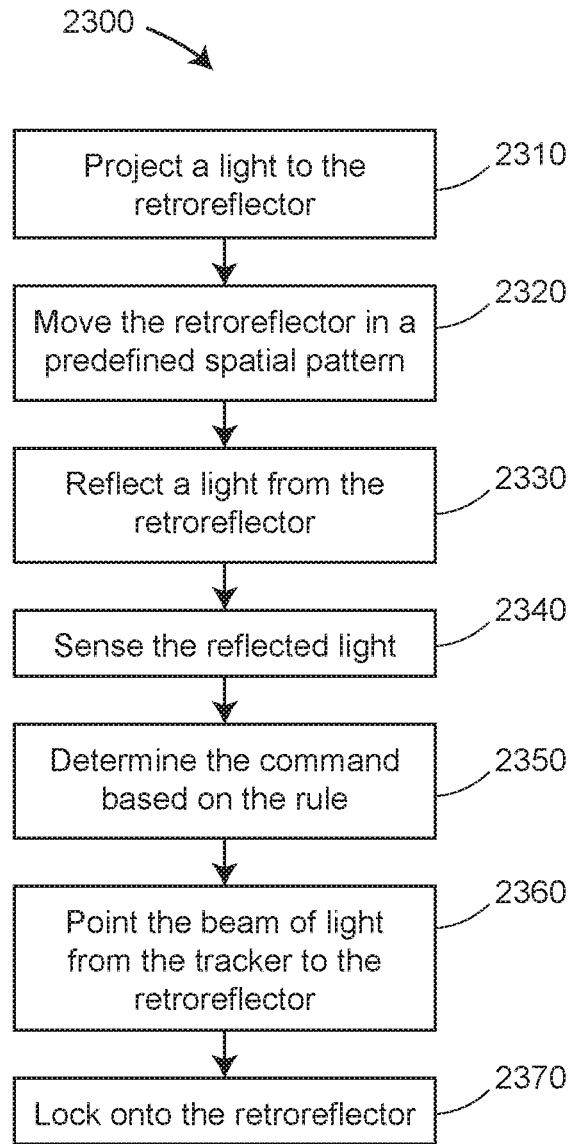 2300
Project a light to the
retroreflector
2310
Move the retroreflector in a
predefined spatial pattern
2320
Reflect a light from the
retroreflector
2330
Sense the reflected light
2340
Determine the command
based on the rule
2350
Point the beam of light
from the tracker to the
retroreflector
2360
Lock onto the retroreflector
2370